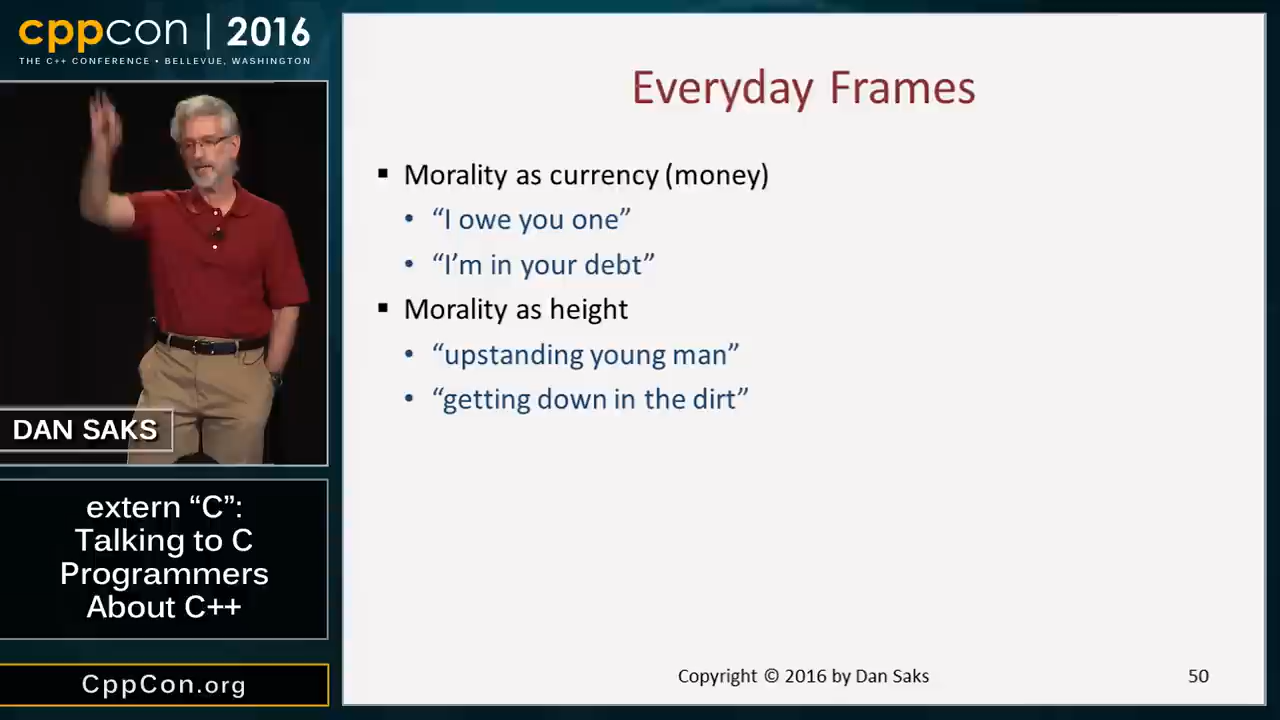 cppcon | 2016
THE C++ CONFERENCE • BELLEVUE, WASHINGTON
DAN SAKS
extern “C”:
Talking to C
Programmers
About C++
CppCon.org
Everyday Frames
▪ Morality as currency (money)
• “I owe you one”
• “I’m in your debt”
▪ Morality as height
• “upstanding young man”
• “getting down in the dirt”
Copyright © 2016 by Dan Saks
50